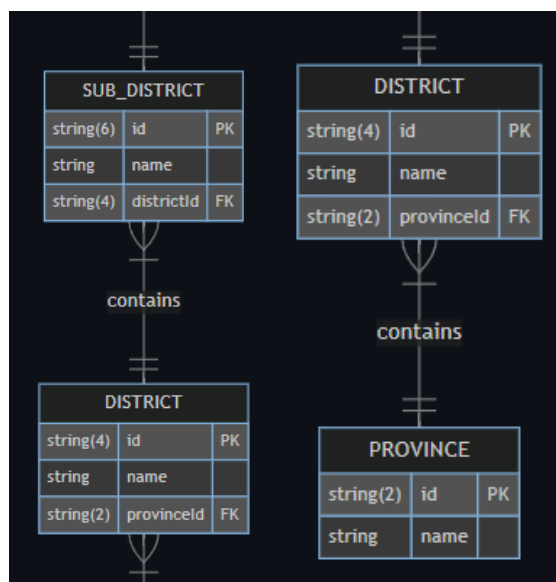 SUB_DISTRICT
string(6) id PK
string name
string(4) districtId FK
contains
DISTRICT
string(4) id PK
string name
string(2) provinceId FK
DISTRICT
string(4) id PK
string name
string(2) provinceId FK
contains
PROVINCE
string(2) id PK
string name